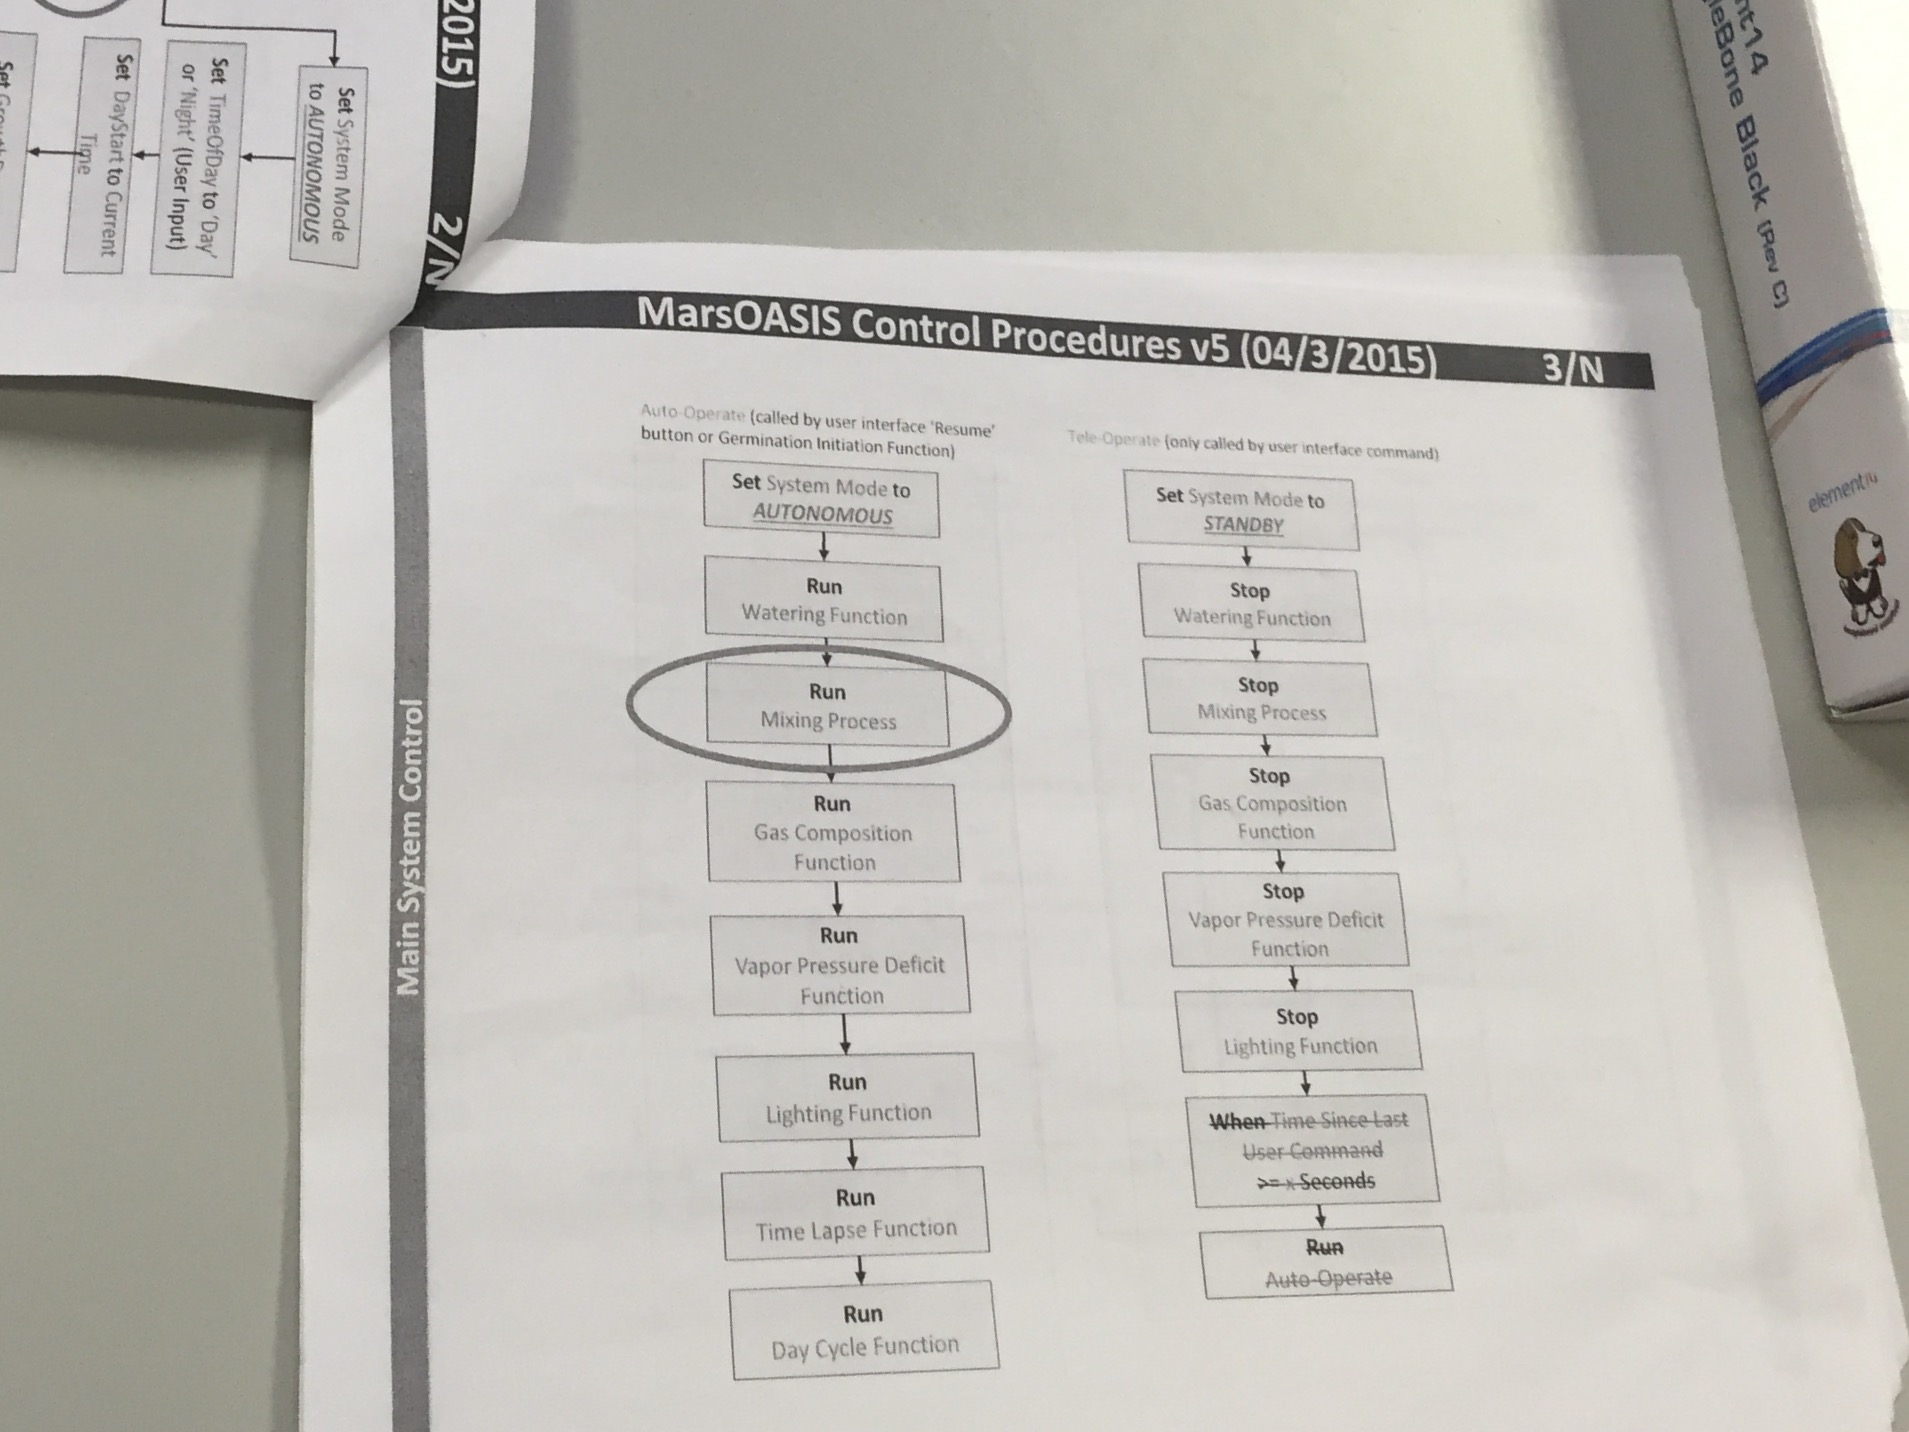 2015)
2/N
Set System Mode
to AUTONOMOUS
Set TimeOfDay to 'Day'
or 'Night' (User Input)
Set DayStart to Current
Time
Set
MarsOASIS Control Procedures v5 (04/3/2015)
3/N
Main System Control
Auto-Operate (called by user interface 'Resume'
button or Germination Initiation Function)
Set System Mode to
AUTONOMOUS
Run
Watering Function
Run
Mixing Process
Run
Gas Composition
Function
Run
Vapor Pressure Deficit
Function
Run
Lighting Function
Run
Time Lapse Function
Run
Day Cycle Function
Tele-Operate (only called by user interface command)
Set System Mode to
STANDBY
Stop
Watering Function
Stop
Mixing Process
Stop
Gas Composition
Function
Stop
Vapor Pressure Deficit
Function
Stop
Lighting Function
When Time Since Last
User Command
>= x Seconds
Run
Auto-Operate
nt14
leBone Black (Rev C)
element14